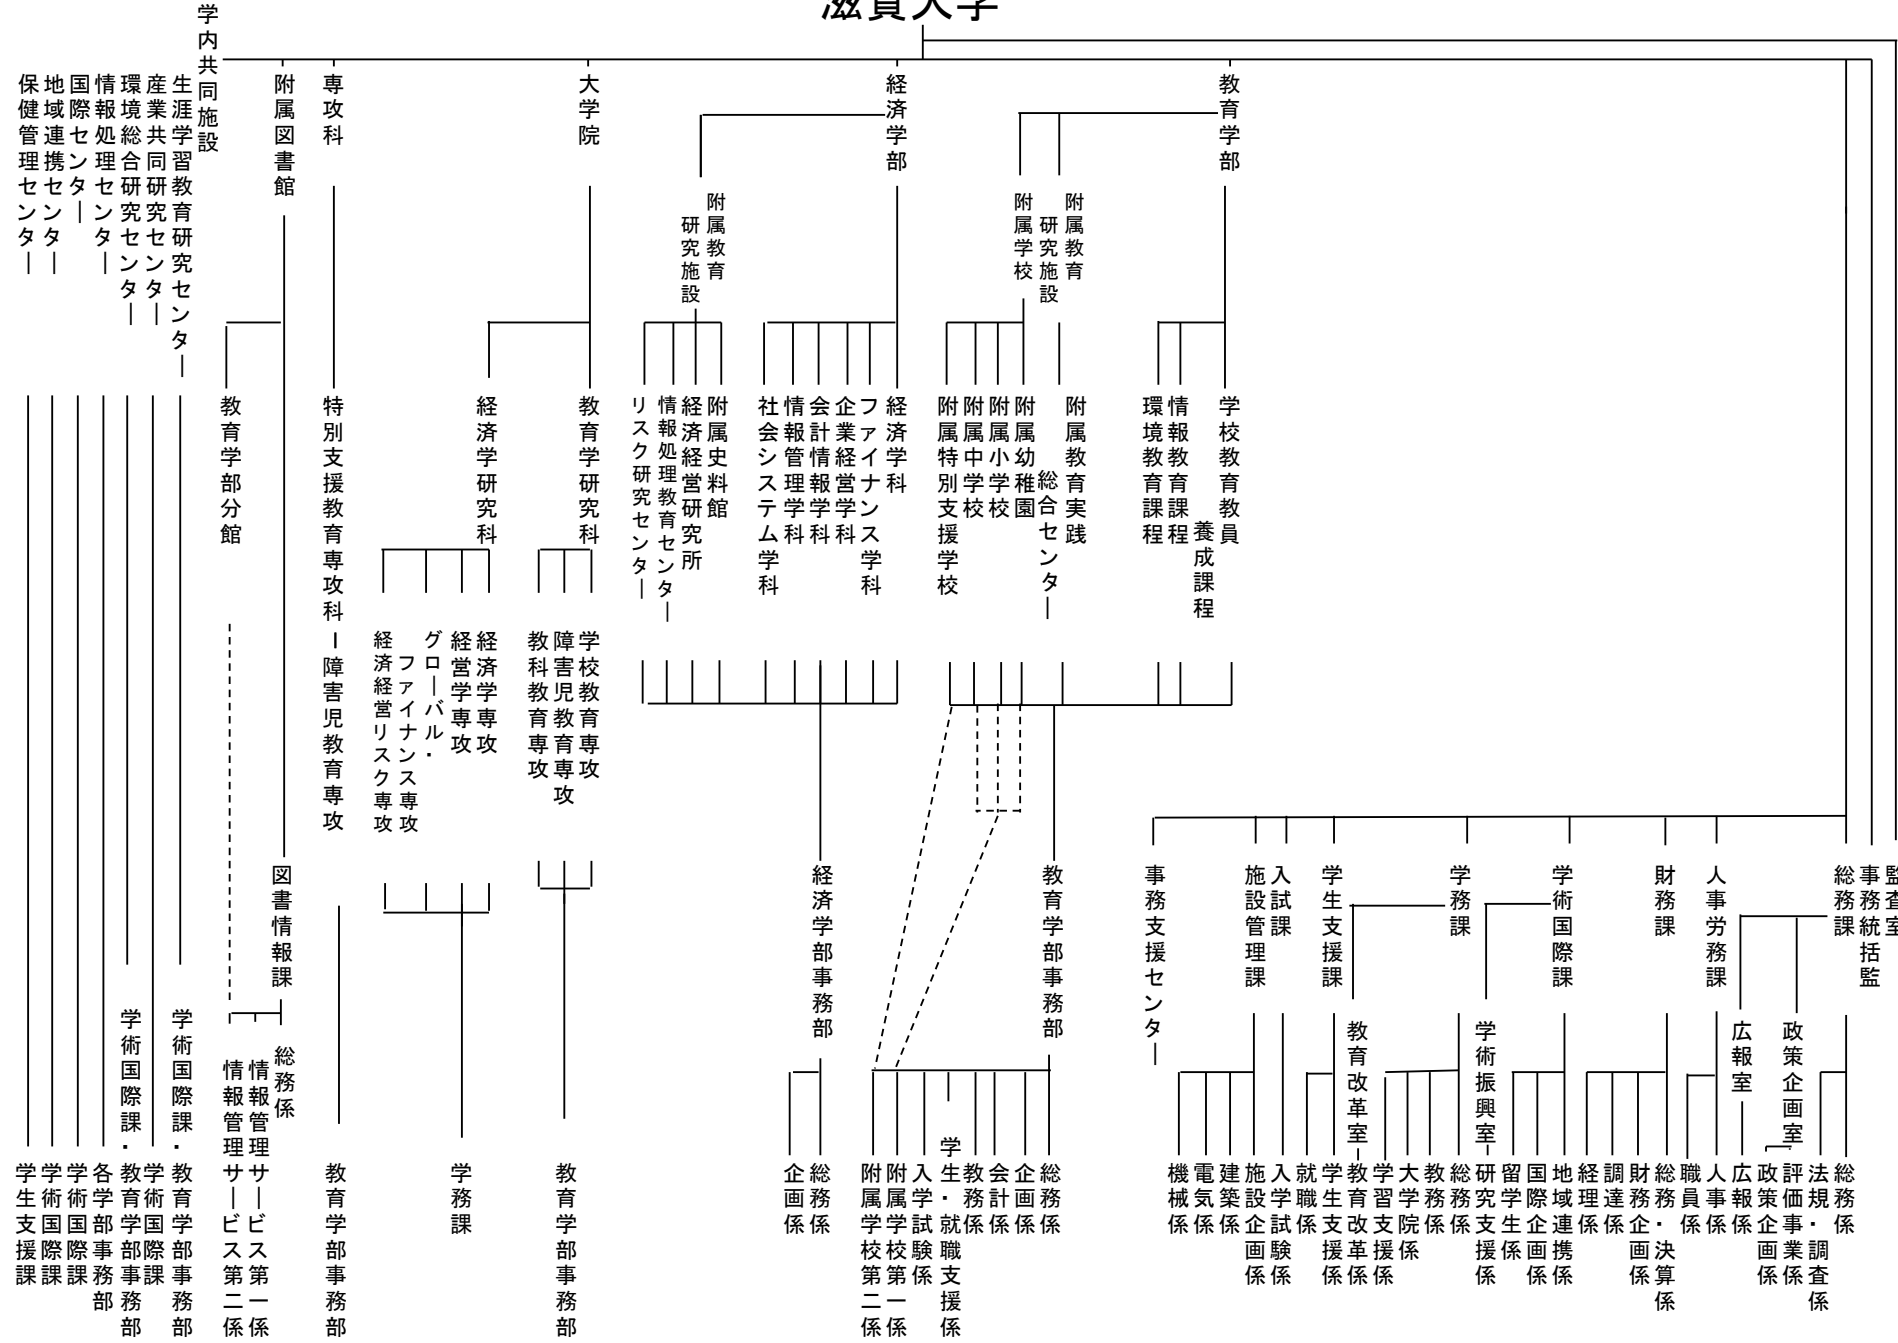 滋賀大学
監査室
事務統括監
総務課
総務係
法規・調査係
政策企画室
評価事業係
政策企画係
広報室
広報係
人事労務課
人事係
職員係
財務課
総務・決算係
財務企画係
調達係
経理係
学術国際課
地域連携係
国際企画係
留学生係
学術振興室
研究支援係
学務課
総務係
教務係
大学院係
学習支援係
教育改革室
教育改革係
学生支援課
学生支援係
就職係
入試課
入学試験係
施設管理課
施設企画係
建築係
電気係
機械係
事務支援センター
教育学部
学校教育教員
養成課程
情報教育課程
環境教育課程
附属教育
研究施設
附属教育実践
総合センター
附属学校
附属幼稚園
附属小学校
附属中学校
附属特別支援学校
教育学部事務部
総務係
企画係
会計係
教務係
学生・就職支援係
入学試験係
附属学校第一係
附属学校第二係
経済学部
経済学科
ファイナンス学科
企業経営学科
会計情報学科
情報管理学科
社会システム学科
附属教育
研究施設
附属史料館
経済経営研究所
情報処理教育センター
リスク研究センター
経済学部事務部
総務係
企画係
大学院
教育学研究科
学校教育専攻
障害児教育専攻
教科教育専攻
教育学部事務部
経済学研究科
経済学専攻
経営学専攻
グローバル・
ファイナンス専攻
経済経営リスク専攻
学務課
専攻科
特別支援教育専攻科ー障害児教育専攻
教育学部事務部
附属図書館
教育学部分館
図書情報課
総務係
情報管理サービス第一係
情報管理サービス第二係
学内共同施設
生涯学習教育研究センター
学術国際課・教育学部事務部
産業共同研究センター
学術国際課
環境総合研究センター
学術国際課・教育学部事務部
情報処理センター
各学部事務部
国際センター
学術国際課
地域連携センター
学術国際課
保健管理センター
学生支援課